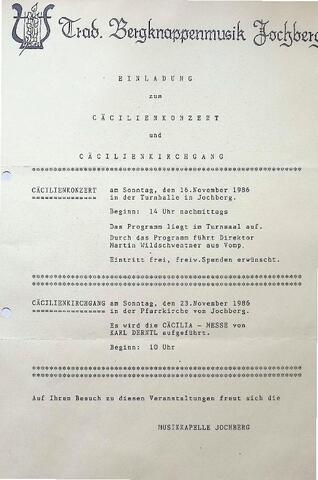 Trad. Bergknappenmusik Jochberg
EINLADUNG
zum
CÄCILIENKONZERT
und
CÄCILIENKIRCHGANG
CÄCILIENKONZERT am Sonntag, den 16.November 1986
in der Turnhalle in Jochberg.
Beginn: 14 Uhr nachmittags
Das Programm liegt im Turnsaal auf.
Durch das Programm führt Direktor
Martin Wildschwentner aus Vomp.
Eintritt frei, freiw.Spenden erwünscht.
CÄCILIENKIRCHGANG am Sonntag, den 23.November 1986
in der Pfarrkirche von Jochberg.
Es wird die CÄCILIA - MESSE von
KARL DERNTL aufgeführt.
Beginn: 10 Uhr
Auf Ihren Besuch zu diesen Veranstaltungen freut sich die
MUSIKKAPELLE JOCHBERG